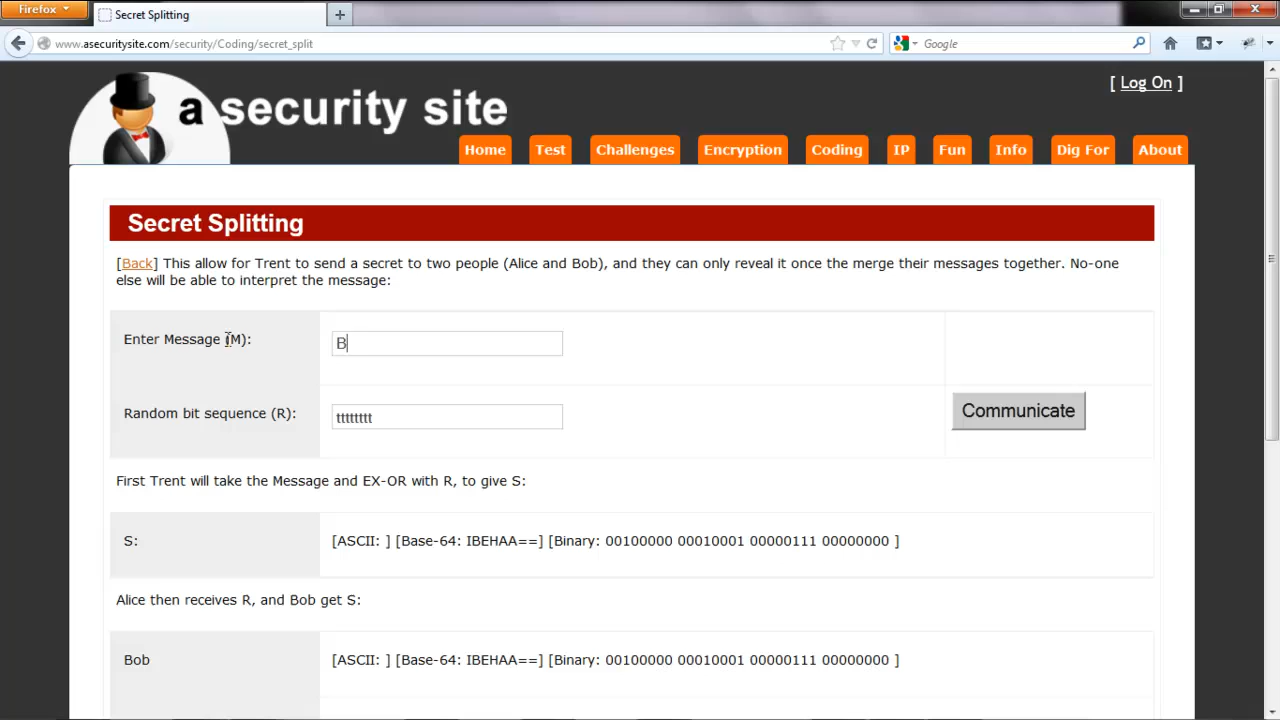 Firefox
Secret Splitting
www.asecuritysite.com/security/Coding/secret_split
Google
[ Log On ]
a security site
Home Test Challenges Encryption Coding IP Fun Info Dig For About
Secret Splitting
[Back] This allow for Trent to send a secret to two people (Alice and Bob), and they can only reveal it once the merge their messages together. No-one
else will be able to interpret the message:
Enter Message (M): B
Random bit sequence (R): tttttttt Communicate
First Trent will take the Message and EX-OR with R, to give S:
S: [ASCII: ] [Base-64: IBEHAA==] [Binary: 00100000 00010001 00000111 00000000 ]
Alice then receives R, and Bob get S:
Bob [ASCII: ] [Base-64: IBEHAA==] [Binary: 00100000 00010001 00000111 00000000 ]